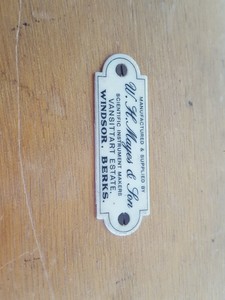 MANUFACTURED & SUPPLIED BY
W. H. Mayes & Son
SCIENTIFIC INSTRUMENT MAKERS
VANSITTART ESTATE,
WINDSOR, BERKS.